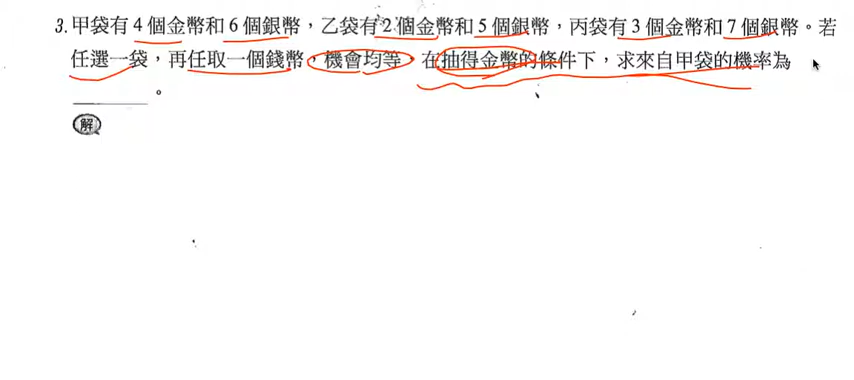 3.甲袋有4個金幣和6個銀幣，乙袋有2個金幣和5個銀幣，丙袋有3個金幣和7個銀幣。若
任選一袋，再任取一個錢幣，機會均等，在抽得金幣的條件下，求來自甲袋的機率為
________。
解